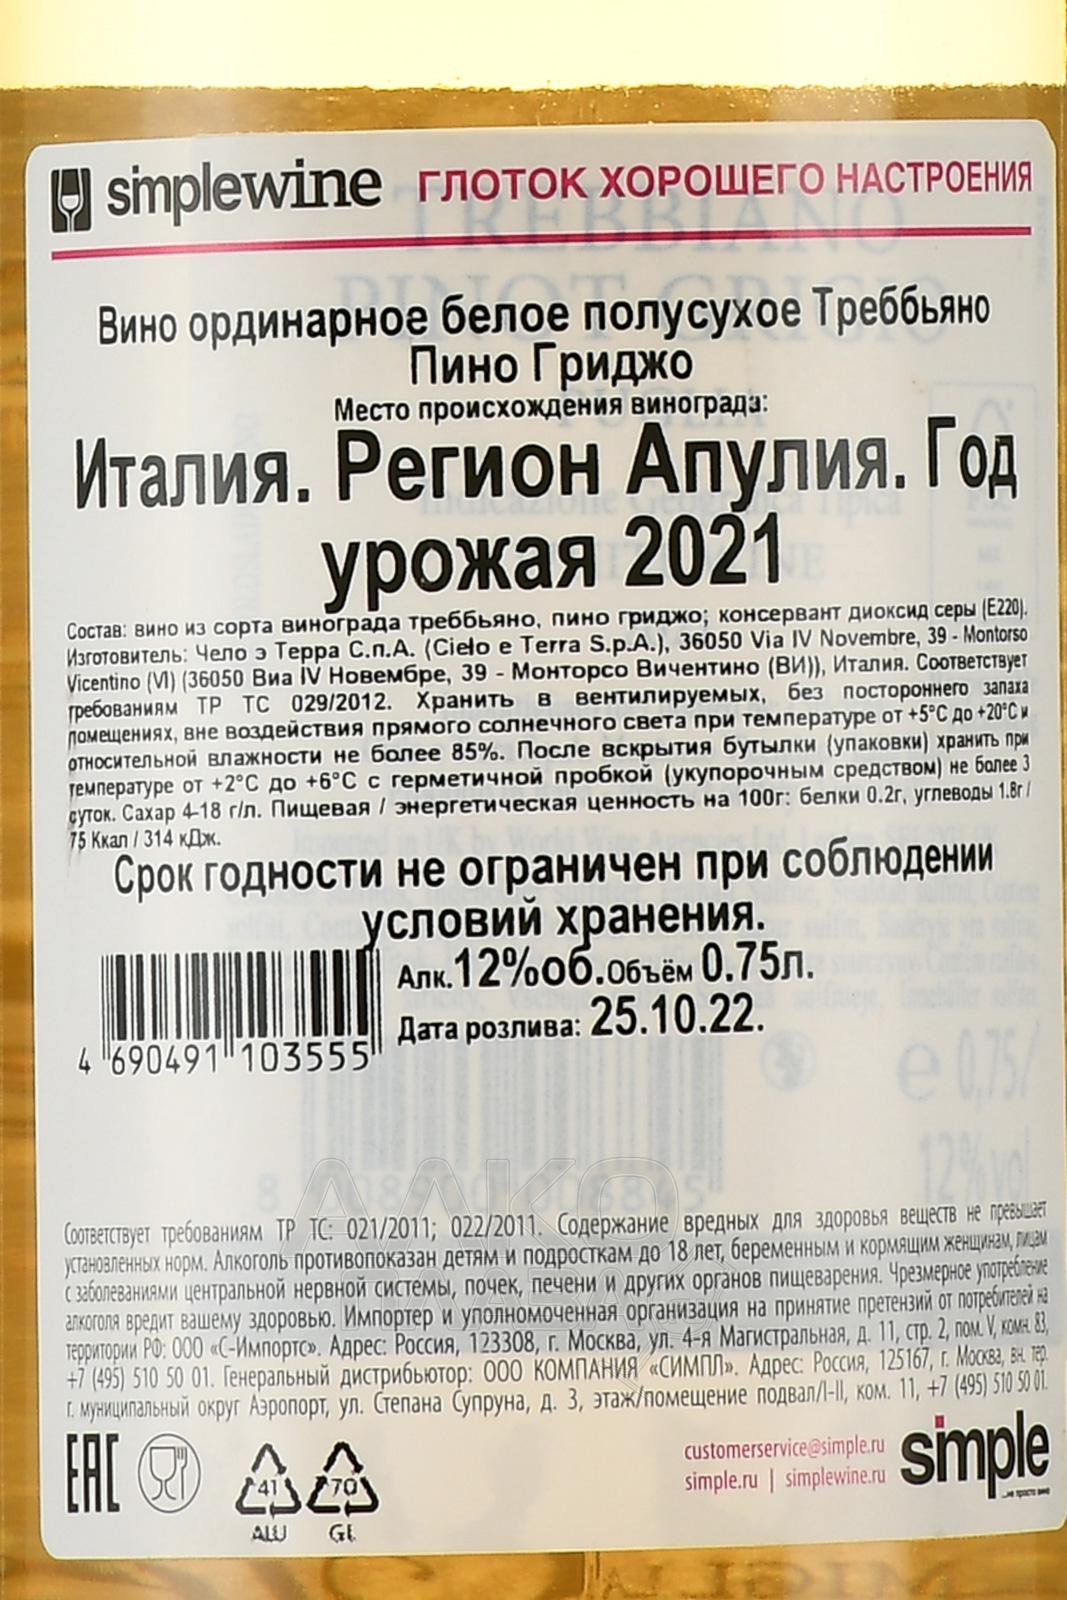 simplewine ГЛОТОК ХОРОШЕГО НАСТРОЕНИЯ
Вино ординарное белое полусухое Треббьяно
Пино Гриджо
Место происхождения винограда:
Италия. Регион Апулия. Год
урожая 2021
Состав: вино из сорта винограда треббьяно, пино гриджо; консервант диоксид серы (E220).
Изготовитель: Чело э Терра С.п.А. (Cielo e Terra S.p.A.), 36050 Via IV Novembre, 39 - Montorso
Vicentino (VI) (36050 Виа IV Новембре, 39 - Монторсо Вичентино (ВИ)), Италия. Соответствует
требованиям ТР ТС 029/2012. Хранить в вентилируемых, без постороннего запаха
помещениях, вне воздействия прямого солнечного света при температуре от +5°C до +20°C и
относительной влажности не более 85%. После вскрытия бутылки (упаковки) хранить при
температуре от +2°C до +6°C с герметичной пробкой (укупорочным средством) не более 3
суток. Сахар 4-18 г/л. Пищевая / энергетическая ценность на 100г: белки 0.2г, углеводы 1.8г /
75 Ккал / 314 кДж.
Срок годности не ограничен при соблюдении
условий хранения.
Алк.12%об.Объём 0.75л.
Дата розлива: 25.10.22.
4 690491 103555
Соответствует требованиям ТР ТС: 021/2011; 022/2011. Содержание вредных для здоровья веществ не превышает
установленных норм. Алкоголь противопоказан детям и подросткам до 18 лет, беременным и кормящим женщинам, лицам
с заболеваниями центральной нервной системы, почек, печени и других органов пищеварения. Чрезмерное употребление
алкоголя вредит вашему здоровью. Импортер и уполномоченная организация на принятие претензий от потребителей на
территории РФ: ООО «С-Импортс». Адрес: Россия, 123308, г. Москва, ул. 4-я Магистральная, д. 11, стр. 2, пом. V, комн. 83,
+7 (495) 510 50 01. Генеральный дистрибьютор: ООО КОМПАНИЯ «СИМПЛ». Адрес: Россия, 125167, г. Москва, вн. тер.
г. муниципальный округ Аэропорт, ул. Степана Супруна, д. 3, этаж/помещение подвал/I-II, ком. 11, +7 (495) 510 50 01.
EAC
41
ALU
70
GL
customerservice@simple.ru
simple.ru | simplewine.ru
simple
...не просто вино